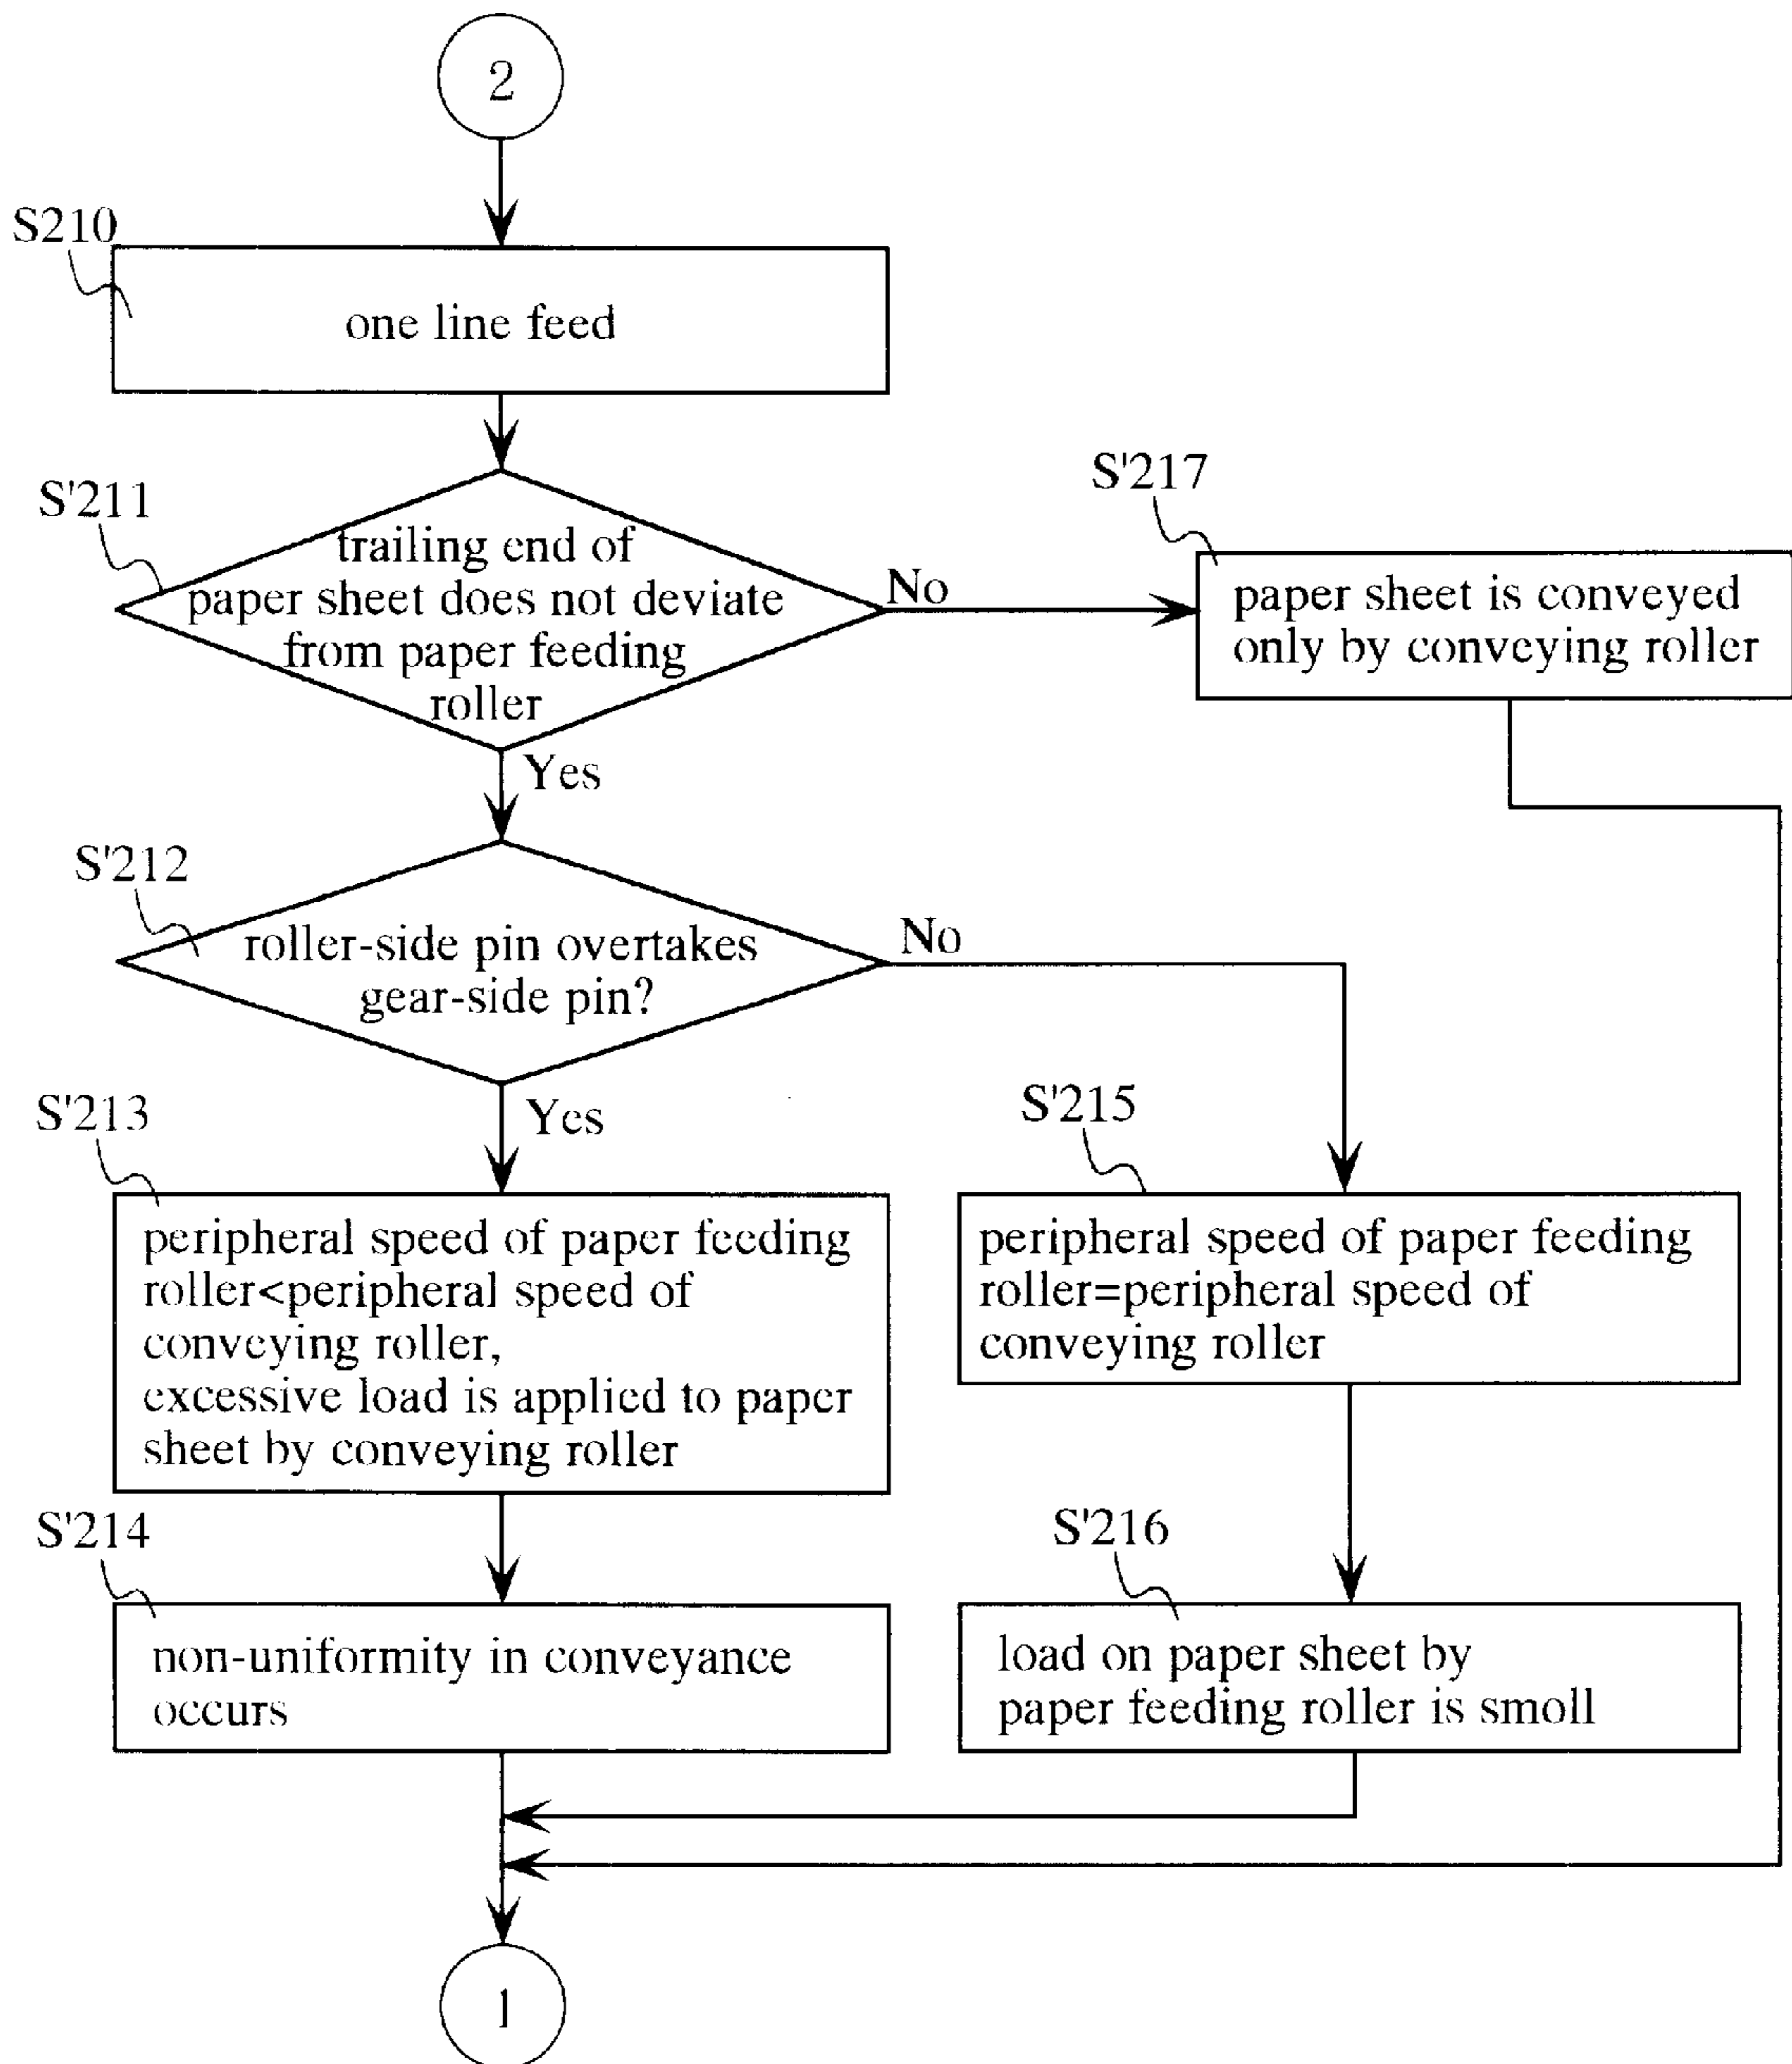 2
S210
one line feed
S'211
trailing end of
paper sheet does not deviate
from paper feeding
roller
No
S'217
paper sheet is conveyed
only by conveying roller
Yes
S'212
roller-side pin overtakes
gear-side pin?
No
Yes
S'213
peripheral speed of paper feeding
roller<peripheral speed of
conveying roller,
excessive load is applied to paper
sheet by conveying roller
S'215
peripheral speed of paper feeding
roller=peripheral speed of
conveying roller
S'214
non-uniformity in conveyance
occurs
S'216
load on paper sheet by
paper feeding roller is smoll
1